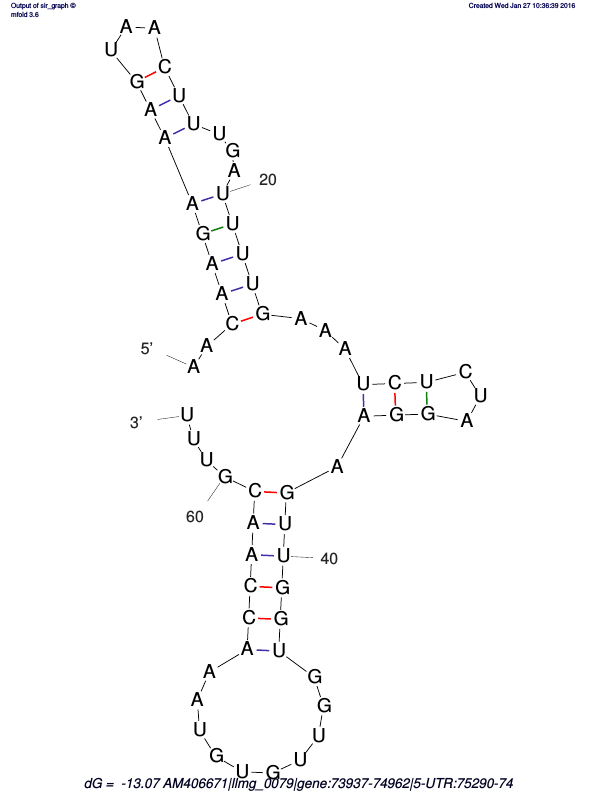 Output of sir_graph ©
mfold 3.6
Created Wed Jan 27 10:36:39 2016
5'
A A C A A G A A A G U A A C U U U G A U
20
U U U G A A A U C U C U A G G A A G U U
40
G G U G G U U G U G U A A A C C A A C G
60
U U U
3'
dG = -13.07 AM406671|llmg_0079|gene:73937-74962|5-UTR:75290-74